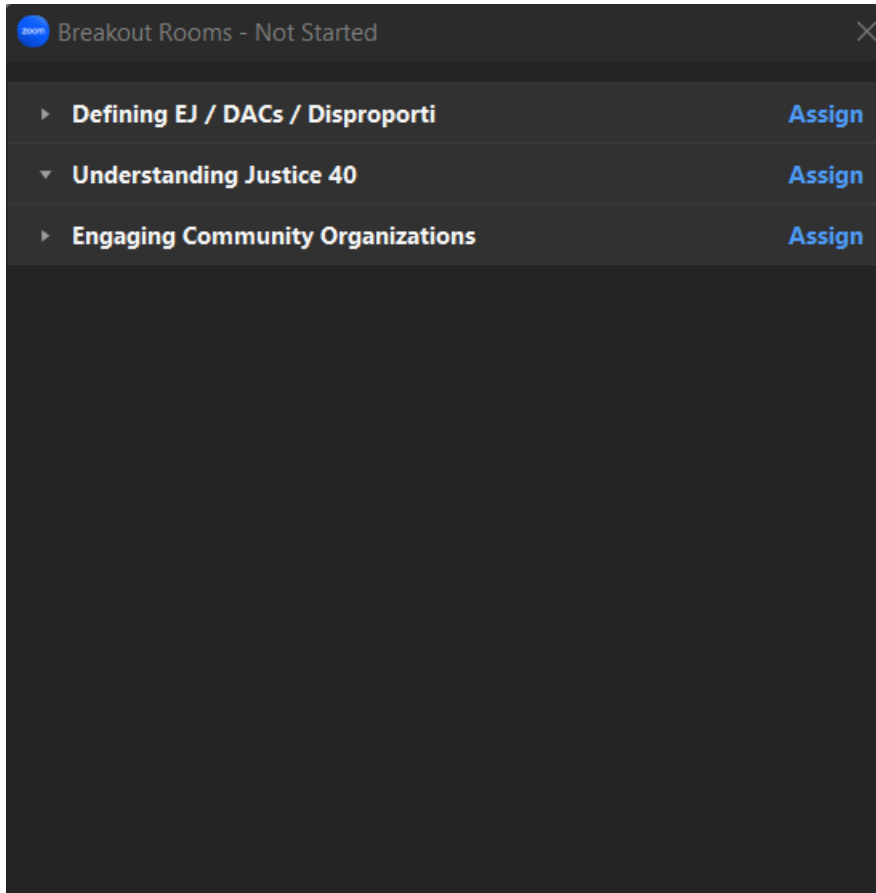 zoom Breakout Rooms - Not Started
Defining EJ / DACs / Disproporti Assign
Understanding Justice 40 Assign
Engaging Community Organizations Assign